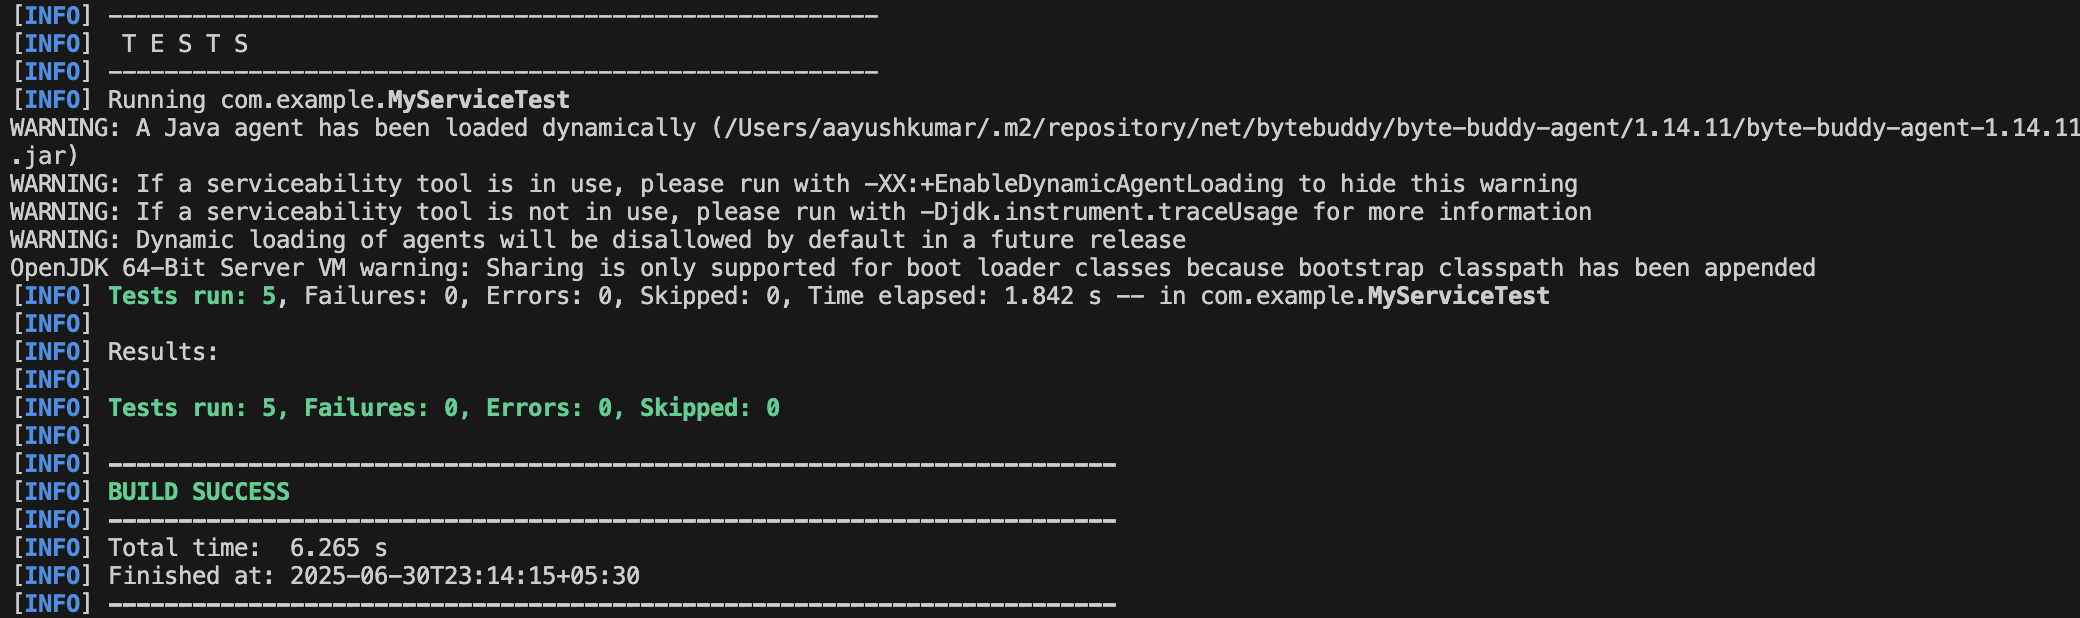 [INFO] -------------------------------------------------------
[INFO]  T E S T S
[INFO] -------------------------------------------------------
[INFO] Running com.example.MyServiceTest
WARNING: A Java agent has been loaded dynamically (/Users/aayushkumar/.m2/repository/net/bytebuddy/byte-buddy-agent/1.14.11/byte-buddy-agent-1.14.11
.jar)
WARNING: If a serviceability tool is in use, please run with -XX:+EnableDynamicAgentLoading to hide this warning
WARNING: If a serviceability tool is not in use, please run with -Djdk.instrument.traceUsage for more information
WARNING: Dynamic loading of agents will be disallowed by default in a future release
OpenJDK 64-Bit Server VM warning: Sharing is only supported for boot loader classes because bootstrap classpath has been appended
[INFO] Tests run: 5, Failures: 0, Errors: 0, Skipped: 0, Time elapsed: 1.842 s -- in com.example.MyServiceTest
[INFO]
[INFO] Results:
[INFO]
[INFO] Tests run: 5, Failures: 0, Errors: 0, Skipped: 0
[INFO]
[INFO] ------------------------------------------------------------------------
[INFO] BUILD SUCCESS
[INFO] ------------------------------------------------------------------------
[INFO] Total time:  6.265 s
[INFO] Finished at: 2025-06-30T23:14:15+05:30
[INFO] ------------------------------------------------------------------------